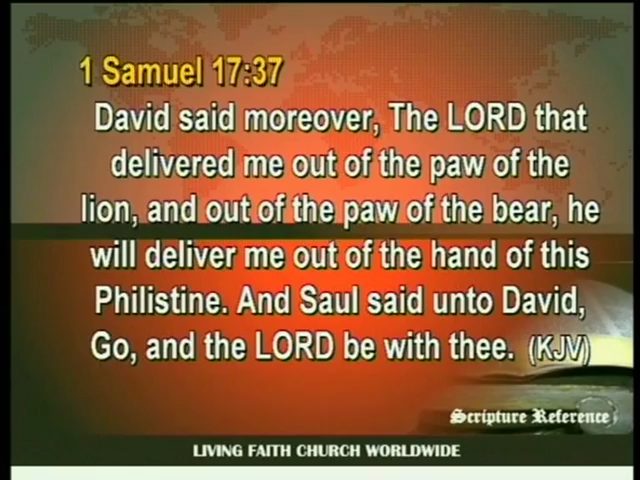 1 Samuel 17:37
David said moreover, The LORD that
delivered me out of the paw of the
lion, and out of the paw of the bear, he
will deliver me out of the hand of this
Philistine. And Saul said unto David,
Go, and the LORD be with thee. (KJV)
Scripture Reference
LIVING FAITH CHURCH WORLDWIDE